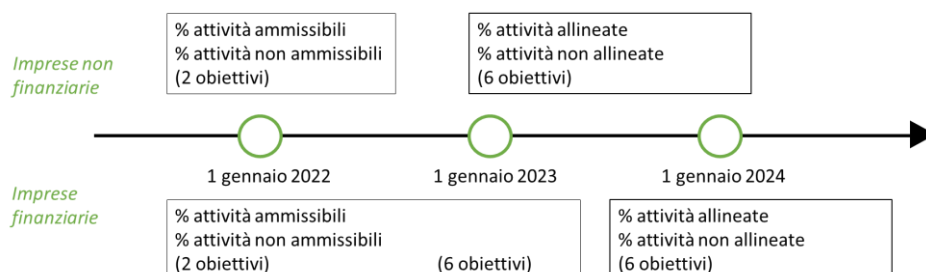 % attività ammissibili
% attività non ammissibili
(2 obiettivi)
% attività allineate
% attività non allineate
(6 obiettivi)
Imprese non
finanziarie
1 gennaio 2022
1 gennaio 2023
1 gennaio 2024
Imprese
finanziarie
% attività ammissibili
% attività non ammissibili
(2 obiettivi) (6 obiettivi)
% attività allineate
% attività non allineate
(6 obiettivi)